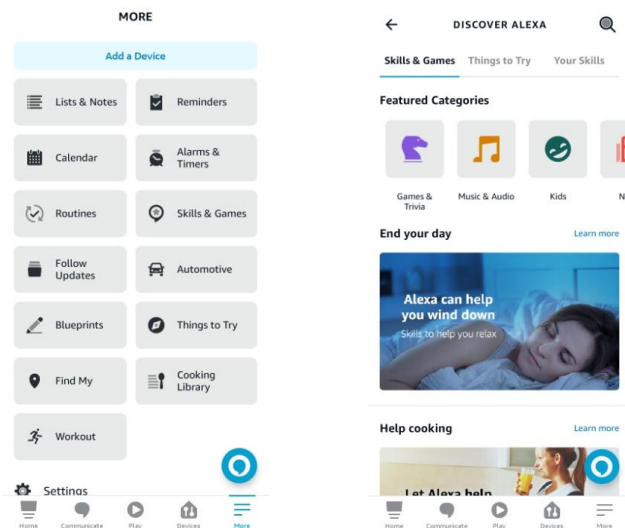 MORE
Add a Device
Lists & Notes
Reminders
Calendar
Alarms &
Timers
Routines
Skills & Games
Follow
Updates
Automotive
Blueprints
Things to Try
Find My
Cooking
Library
Workout
Settings
Home
Communicate
Play
Devices
More
DISCOVER ALEXA
Skills & Games
Things to Try
Your Skills
Featured Categories
Games &
Trivia
Music & Audio
Kids
N
End your day
Learn more
Alexa can help
you wind down
Skills to help you relax
Help cooking
Learn more
Let Alexa help
Home
Communicate
Play
Devices
More